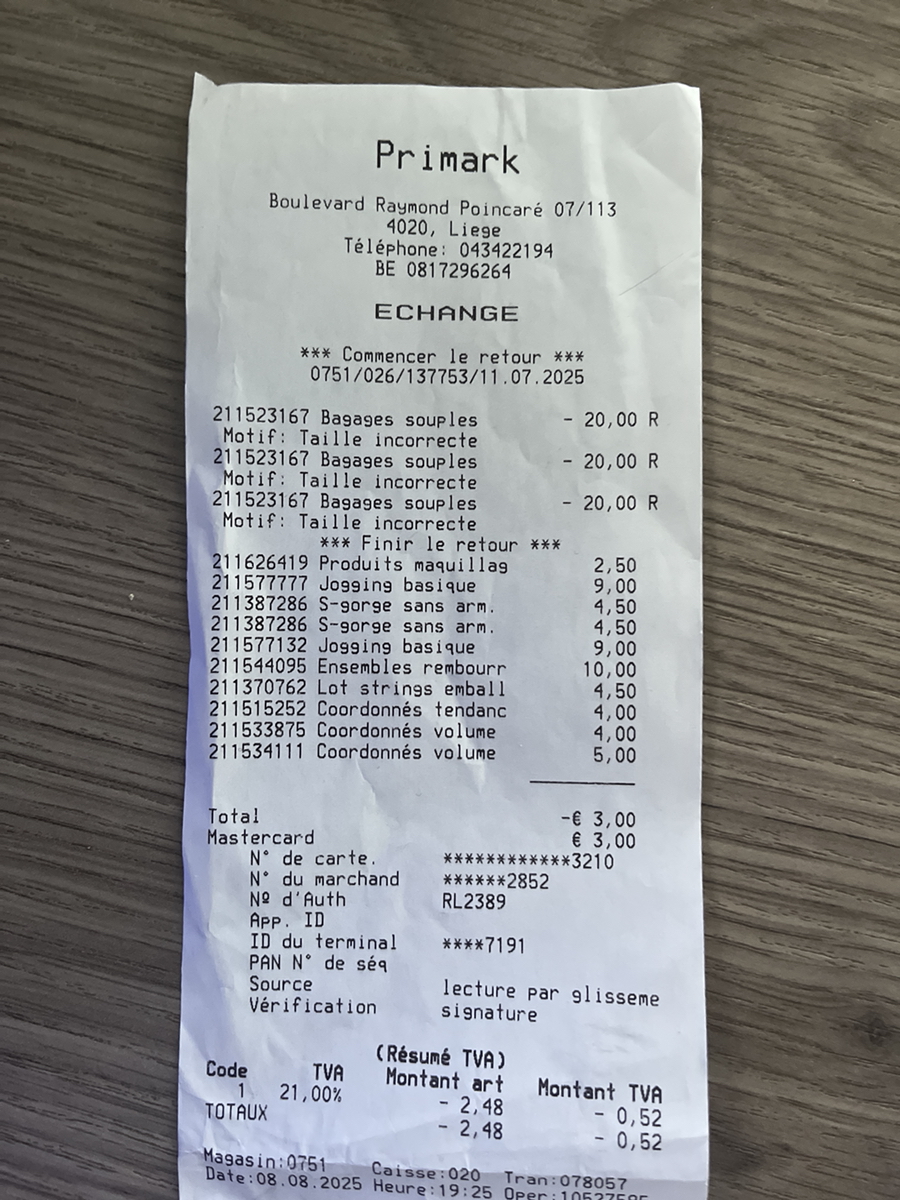 Primark
Boulevard Raymond Poincaré 07/113
4020, Liege
Téléphone: 043422194
BE 0817296264
ECHANGE
*** Commencer le retour ***
0751/026/137753/11.07.2025
211523167 Bagages souples - 20,00 R
Motif: Taille incorrecte
211523167 Bagages souples - 20,00 R
Motif: Taille incorrecte
211523167 Bagages souples - 20,00 R
Motif: Taille incorrecte
*** Finir le retour ***
211626419 Produits maquillag 2,50
211577777 Jogging basique 9,00
211387286 S-gorge sans arm. 4,50
211387286 S-gorge sans arm. 4,50
211577132 Jogging basique 9,00
211544095 Ensembles rembourr 10,00
211370762 Lot strings emball 4,50
211515252 Coordonnés tendanc 4,00
211533875 Coordonnés volume 4,00
211534111 Coordonnés volume 5,00
Total -€ 3,00
Mastercard € 3,00
N° de carte. ************3210
N° du marchand ******2852
Nº d'Auth RL2389
App. ID
ID du terminal ****7191
PAN N° de séq
Source lecture par glisseme
Vérification signature
(Résumé TVA)
Code TVA Montant art Montant TVA
1 21,00% - 2,48 - 0,52
TOTAUX - 2,48 - 0,52
Magasin:0751 Caisse:020 Tran:078057
Date:08.08.2025 Heure:19:25 Oper: